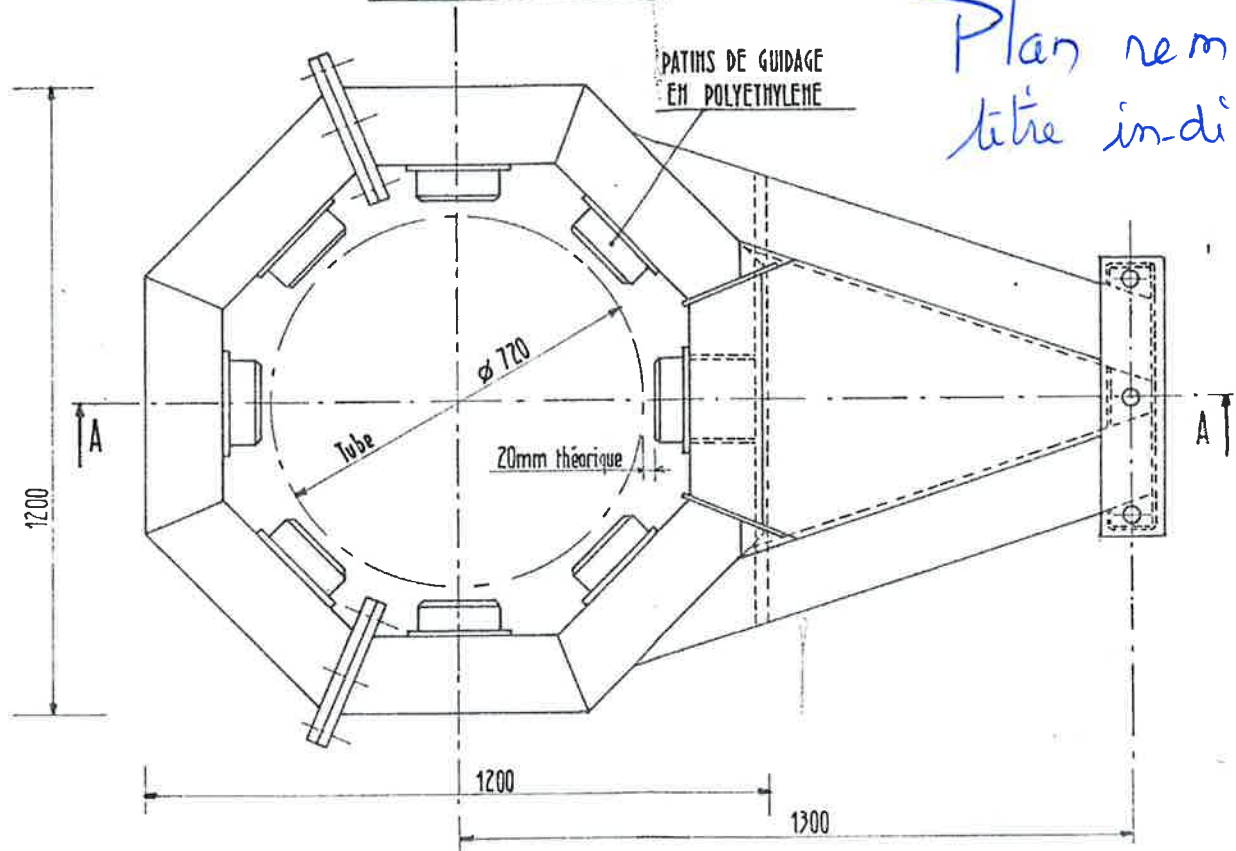 Plan rem
titre in-di
PATINS DE GUIDAGE
EN POLYETHYLENE
Ø 720
Tube
20mm théorique
A
A
1200
1200
1300